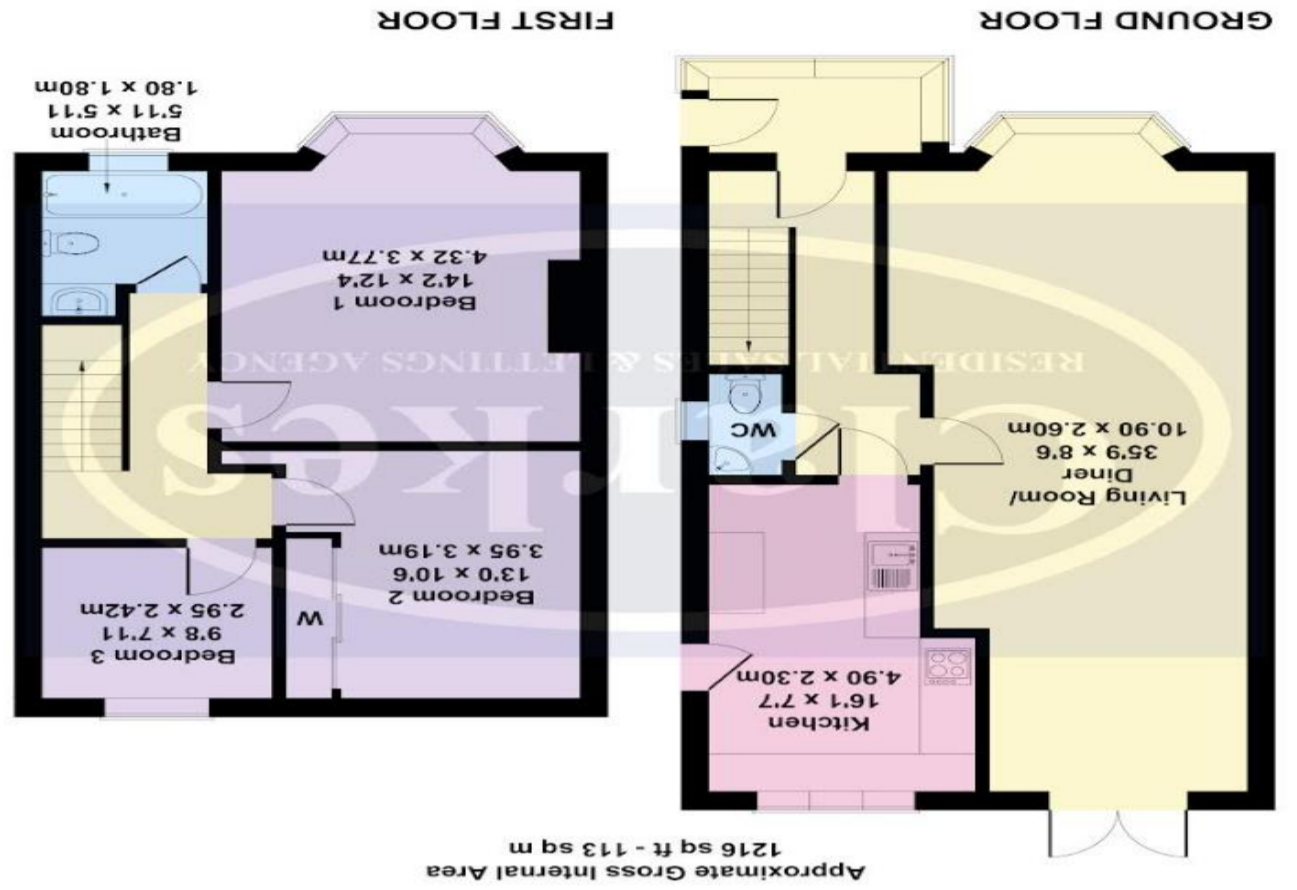 Approximate Gross Internal Area
1216 sq ft - 113 sq m
Kitchen
16'1 x 7'7
4.90 x 2.30m
Living Room/
Diner
35'9 x 8'6
10.90 x 2.60m
WC
GROUND FLOOR
Bedroom 3
9'8 x 7'11
2.95 x 2.42m
W
Bedroom 2
13'0 x 10'6
3.95 x 3.19m
Bedroom 1
14'2 x 12'4
4.32 x 3.77m
Bathroom
5'11 x 5'11
1.80 x 1.80m
FIRST FLOOR
Clarkes
RESIDENTIAL SALES & LETTINGS AGENCY